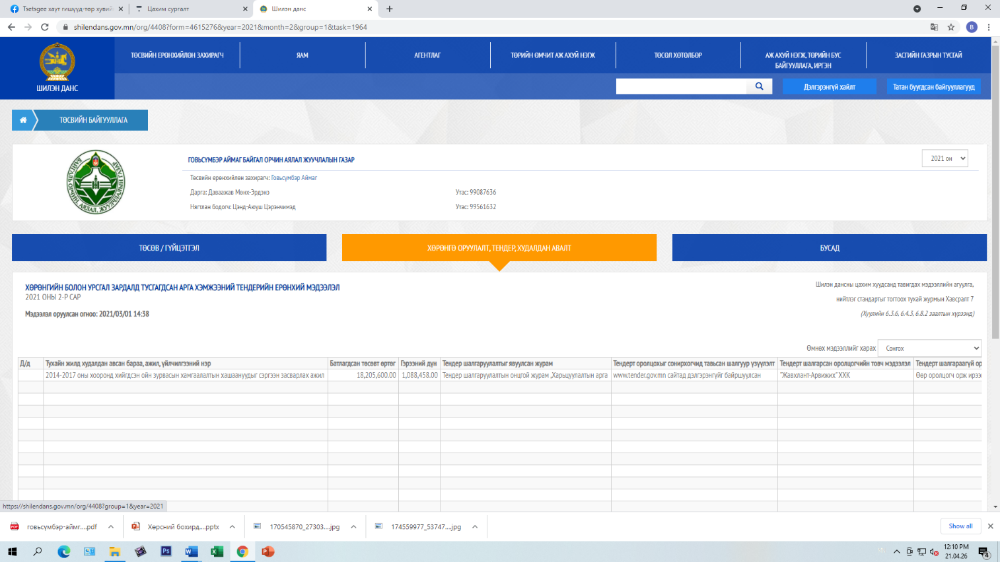 Tsetsgee хаүт гишүүд-төр хувий
Цахим сургалт
Шилэн данс
shilendans.gov.mn/org/4408?form=4615276&year=2021&month=2&group=1&task=1964
B
ШИЛЭН ДАНС
ТӨСВИЙН ЕРӨНХИЙЛӨН ЗАХИРАГЧ
ЯАМ
АГЕНТЛАГ
ТӨРИЙН ӨМЧИТ АЖ АХУЙ НЭГЖ
ТӨСӨЛ ХӨТӨЛБӨР
АЖ АХУЙ НЭГЖ, ТӨРИЙН БУС
БАЙГУУЛЛАГА, ИРГЭН
ЗАСГИЙН ГАЗРЫН ТУСГАЙ
Дэлгэрэнгүй хайлт
Татан буугдсан байгууллагууд
ТӨСВИЙН БАЙГУУЛЛАГА
ГОВЬСҮМБЭР АЙМАГ БАЙГАЛ ОРЧИН АЯЛАЛ ЖУУЧЛАЛЫН ГАЗАР
2021 он
Төсвийн ерөнхийлөн захирагч: Говьсүмбэр Аймаг
Дарга: Даваажав Мөнх-Эрдэнэ
Утас: 99087636
Нягтлан бодогч: Цэнд-Аюуш Цэрэнчимэд
Утас: 99561632
ТӨСӨВ / ГҮЙЦЭТГЭЛ
ХӨРӨНГӨ ОРУУЛАЛТ, ТЕНДЕР, ХУДАЛДАН АВАЛТ
БУСАД
ХӨРӨНГИЙН БОЛОН УРСГАЛ ЗАРДАЛД ТУСГАГДСАН АРГА ХЭМЖЭЭНИЙ ТЕНДЕРИЙН ЕРӨНХИЙ МЭДЭЭЛЭЛ
2021 ОНЫ 2-Р САР
Мэдээлэл оруулсан огноо: 2021/03/01 14:38
Шилэн дансны цахим хуудсанд тавигдах мэдээллийн агуулга,
нийтлэг стандартыг тогтоох тухай журмын Хавсралт 7
(Хуулийн 6.3.6, 6.4.3, 6.8.2 заалтын хүрээнд)
Өмнөх мэдээллийг харах
Сонгох
Д/д
Тухайн жилд худалдан авсан бараа, ажил, үйлчилгээний нэр
Батлагдсан төсөвт өртөг
Гэрээний дүн
Тендер шалгаруулалтыг явуулсан журам
Тендерт оролцохыг сонирхогчид тавьсан шалгуур үзүүлэлт
Тендерт шалгарсан оролцогчийн товч мэдээлэл
Тендерт шалгараагүй ор
2014-2017 оны хооронд хийгдсэн ойн зурвасын хамгаалалтын хашаануудыг сэргээн засварлах ажил
18,205,600.00
1,088,458.00
Тендер шалгаруулалтын онцгой журам ,Харьцуулалтын арга
www.tender.gov.mn сайтад дэлгэрэнгүйг байршуулсан
"Жавхлант-Арвижих" ХХК
Өөр оролцогч орж ирээ
https://shilendans.gov.mn/org/4408?group=1&year=2021
говьсүмбэр-аймг....pdf
Хөрсний бохирд....pptx
170545870_27303....jpg
174559977_53747....jpg
Show all
12:10 PM
21.04.26
4